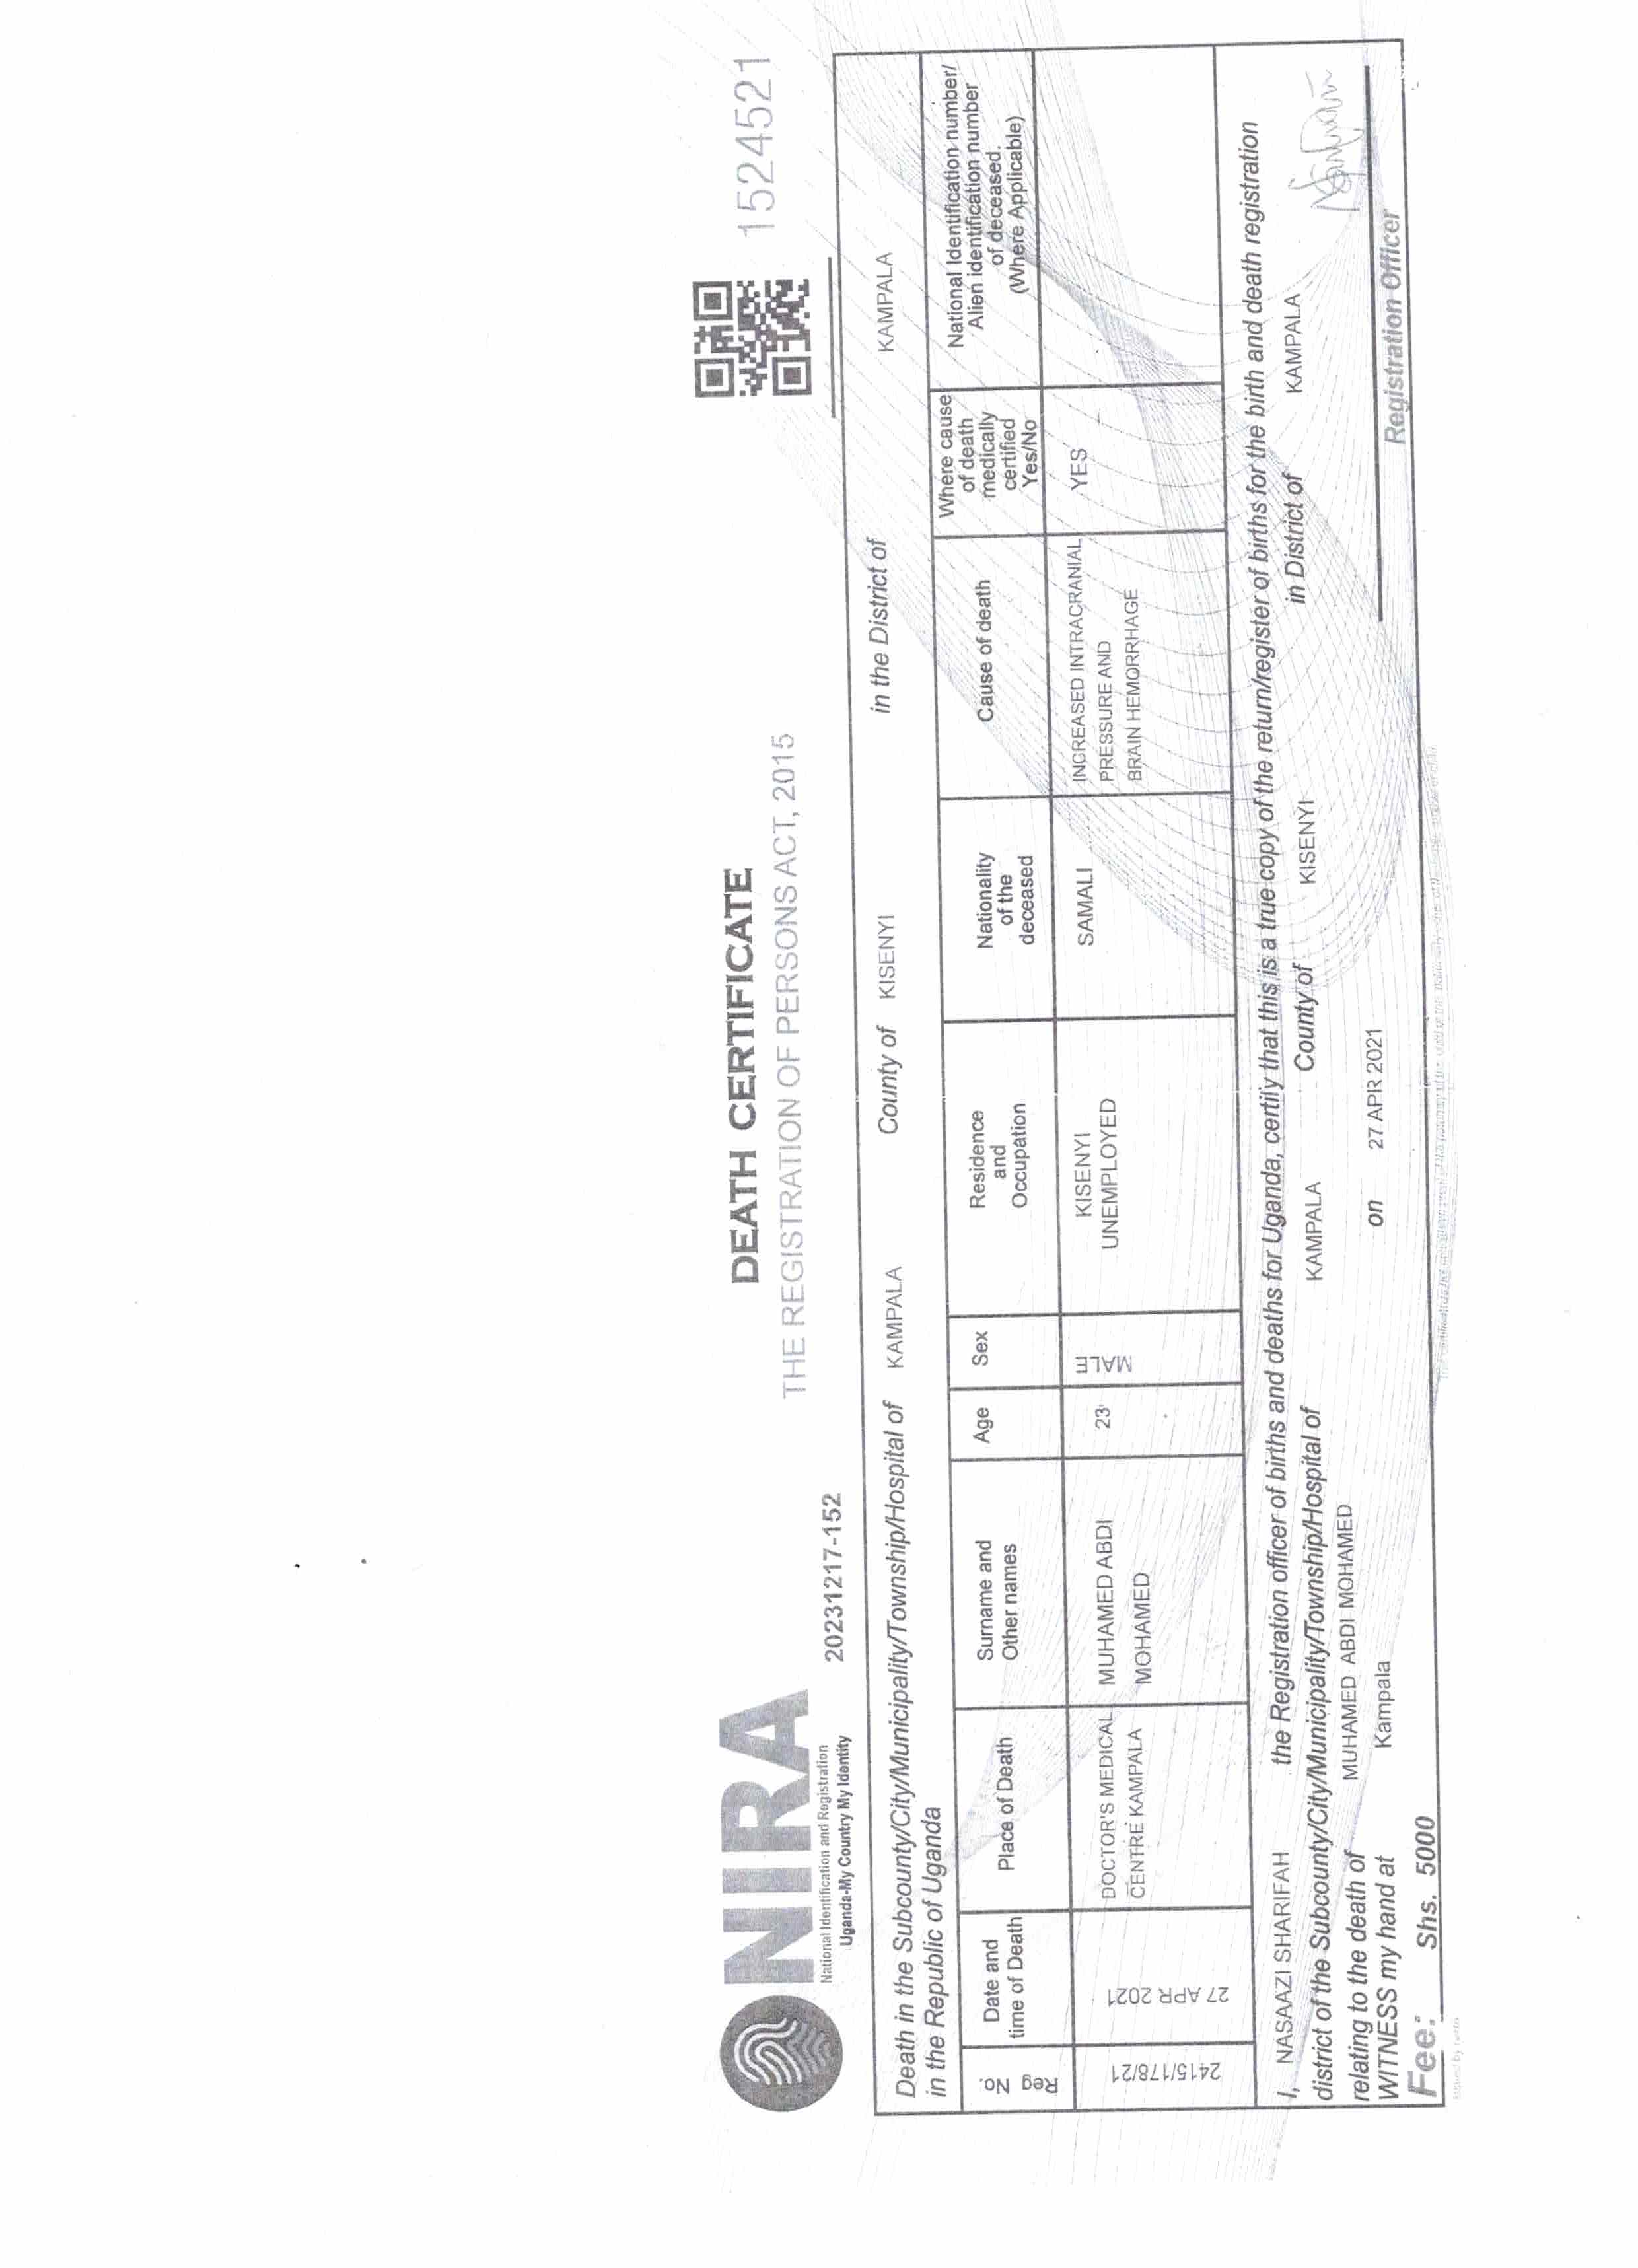 NIRA
National Identification and Registration
Uganda-My Country My Identity
20231217-152
DEATH CERTIFICATE
THE REGISTRATION OF PERSONS ACT, 2015
1524521
Death in the Subcounty/City/Municipality/Township/Hospital of KAMPALA County of KISENYI in the District of KAMPALA
in the Republic of Uganda
Reg No.
Date and time of Death
Place of Death
Surname and Other names
Age
Sex
Residence and Occupation
Nationality of the deceased
Cause of death
Where cause of death medically certified Yes/No
National Identification number/ Alien identification number of deceased. (Where Applicable)
2415/178/21
27 APR 2021
DOCTOR'S MEDICAL
CENTRE KAMPALA
MUHAMED ABDI
MOHAMED
23
MALE
KISENYI
UNEMPLOYED
SAMALI
INCREASED INTRACRANIAL
PRESSURE AND
BRAIN HEMORRHAGE
YES
I, NASAAZI SHARIFAH the Registration officer of births and deaths for Uganda, certify that this is a true copy of the return/register of births for the birth and death registration
district of the Subcounty/City/Municipality/Township/Hospital of KAMPALA County of KISENYI in District of KAMPALA
relating to the death of MUHAMED ABDI MOHAMED
WITNESS my hand at Kampala on 27 APR 2021
Fee: Shs. 5000
Registration Officer